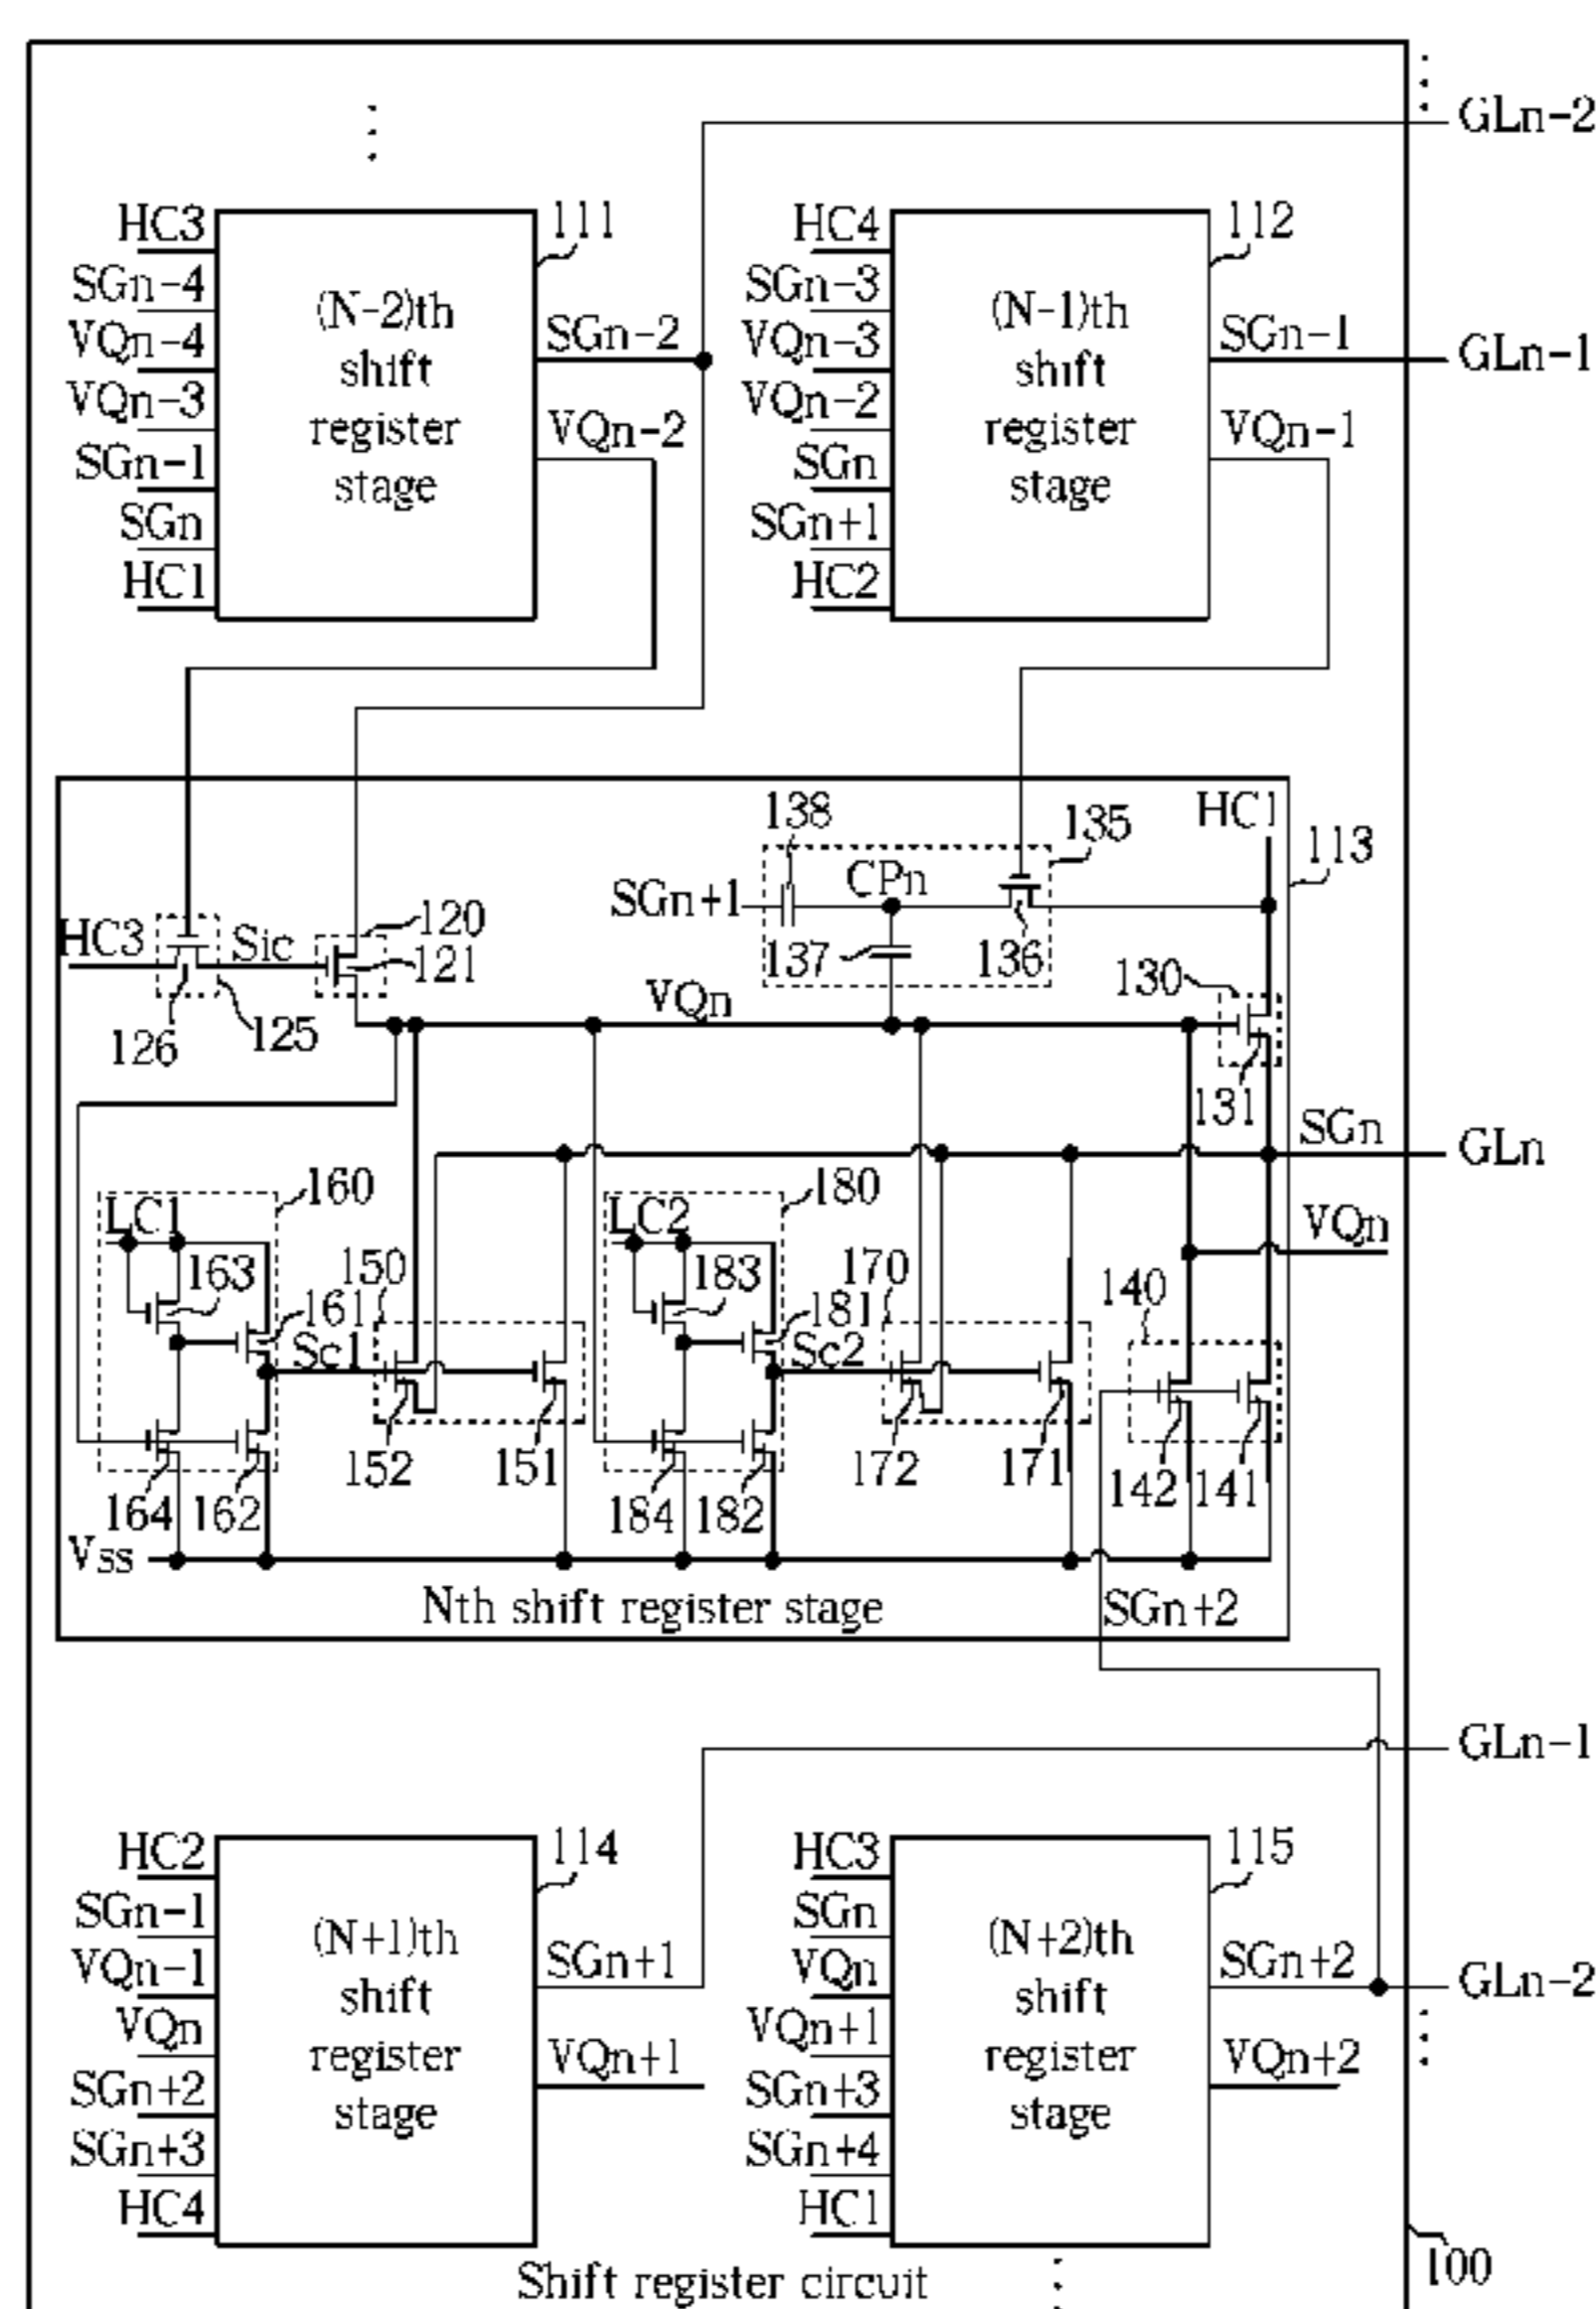 GLn-2
HC3
SGn-4
VQn-4
VQn-3
SGn-1
SGn
HC1
(N-2)th
shift
register
stage
111
SGn-2
VQn-2
HC4
SGn-3
VQn-3
VQn-2
SGn
SGn+1
HC2
(N-1)th
shift
register
stage
112
SGn-1
VQn-1
GLn-1
138
135
HC1
113
SGn+1
CPn
137
136
HC3
Sic
120
121
126
125
VQn
130
131
SGn
GLn
VQn
LC1
160
163
161
150
Sc1
LC2
180
183
181
170
Sc2
140
152
151
172
171
142
141
164
162
184
182
Vss
Nth shift register stage
SGn+2
GLn-1
HC2
SGn-1
VQn-1
VQn
SGn+2
SGn+3
HC4
(N+1)th
shift
register
stage
114
SGn+1
VQn+1
HC3
SGn
VQn
VQn+1
SGn+3
SGn+4
HC1
(N+2)th
shift
register
stage
115
SGn+2
VQn+2
GLn-2
Shift register circuit
100